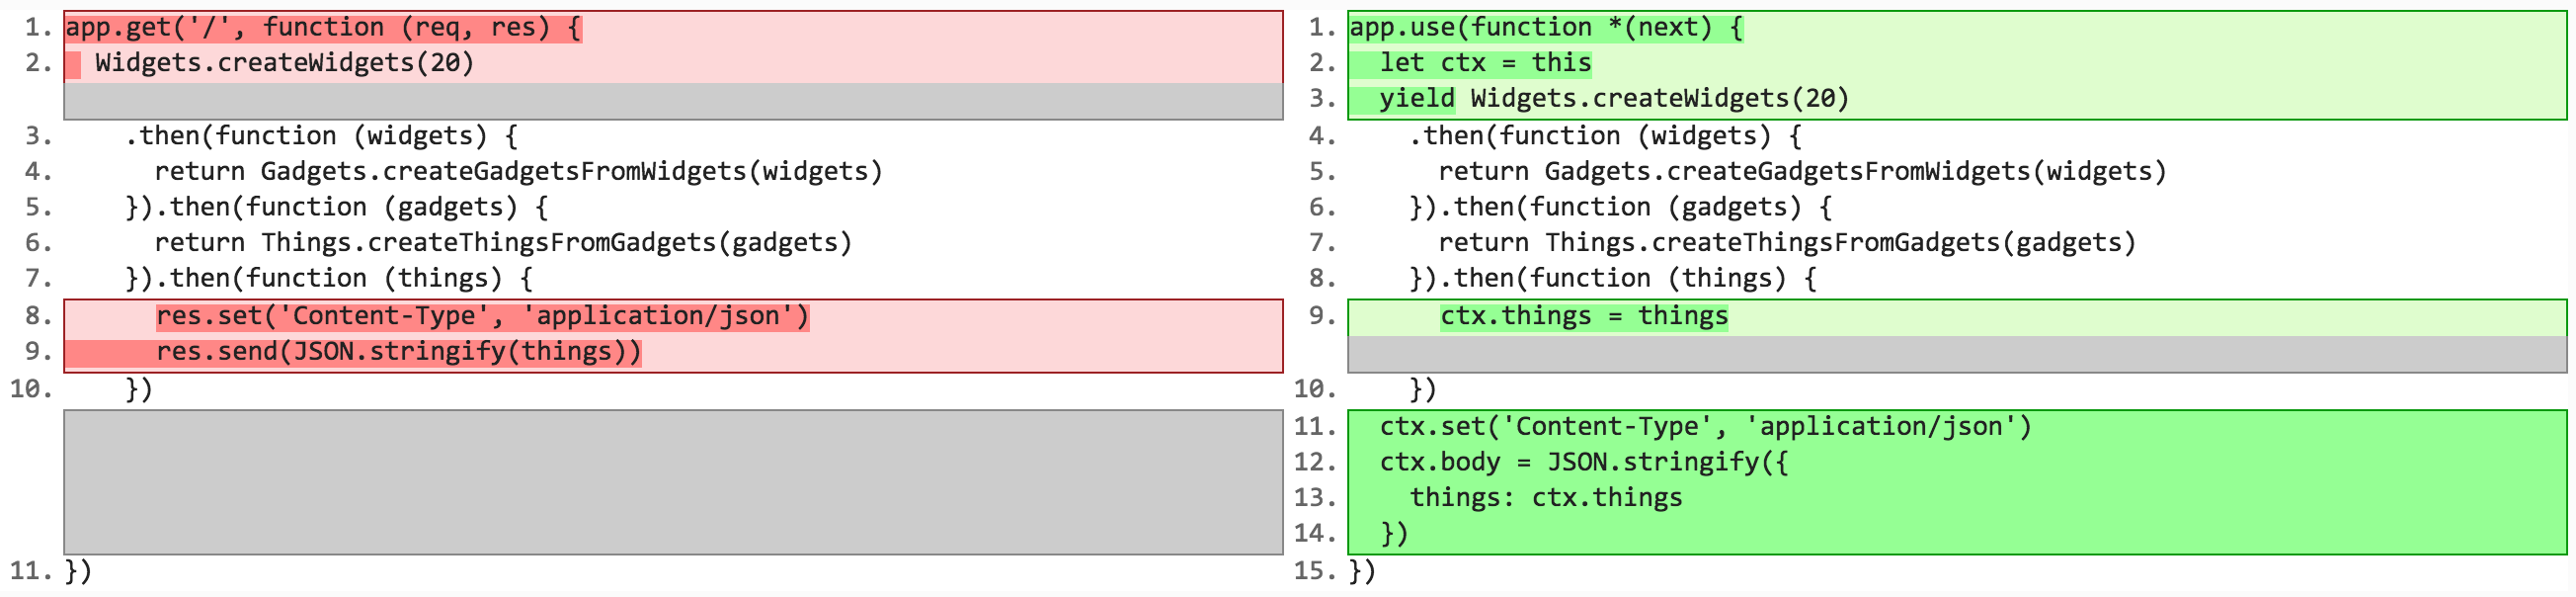 1. app.get('/', function (req, res) {
2.   Widgets.createWidgets(20)
3.     .then(function (widgets) {
4.       return Gadgets.createGadgetsFromWidgets(widgets)
5.     }).then(function (gadgets) {
6.       return Things.createThingsFromGadgets(gadgets)
7.     }).then(function (things) {
8.       res.set('Content-Type', 'application/json')
9.       res.send(JSON.stringify(things))
10.     })
11. })
1. app.use(function *(next) {
2.   let ctx = this
3.   yield Widgets.createWidgets(20)
4.     .then(function (widgets) {
5.       return Gadgets.createGadgetsFromWidgets(widgets)
6.     }).then(function (gadgets) {
7.       return Things.createThingsFromGadgets(gadgets)
8.     }).then(function (things) {
9.       ctx.things = things
10.     })
11.   ctx.set('Content-Type', 'application/json')
12.   ctx.body = JSON.stringify({
13.     things: ctx.things
14.   })
15. })